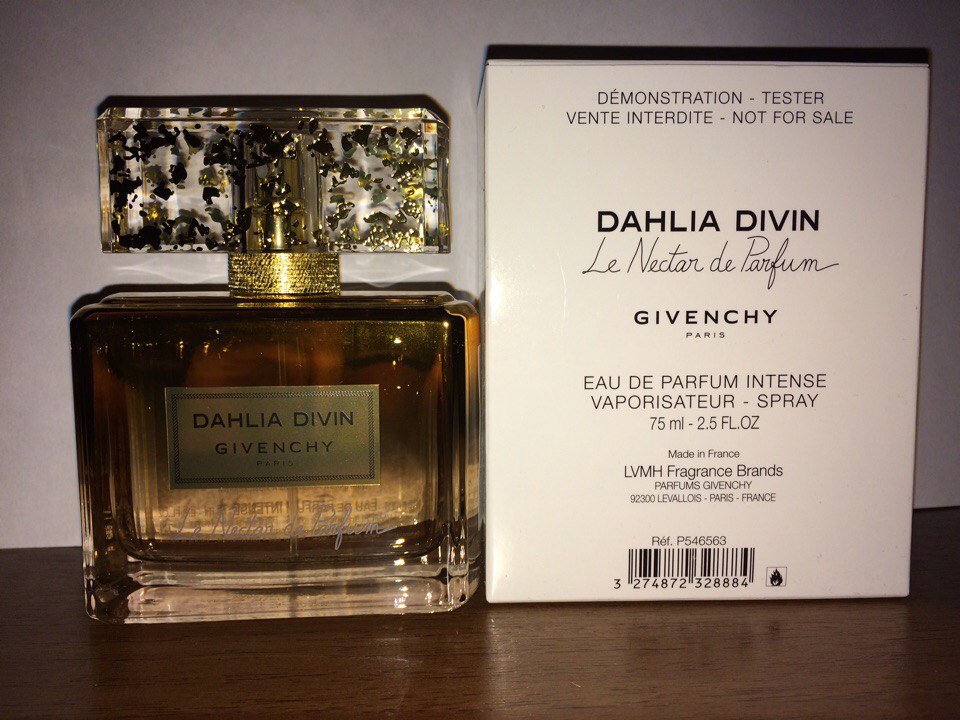 DAHLIA DIVIN
GIVENCHY
PARIS
Le Nectar de Parfum
DÉMONSTRATION - TESTER
VENTE INTERDITE - NOT FOR SALE
DAHLIA DIVIN
Le Nectar de Parfum
GIVENCHY
PARIS
EAU DE PARFUM INTENSE
VAPORISATEUR - SPRAY
75 ml - 2.5 FL.OZ
Made in France
LVMH Fragrance Brands
PARFUMS GIVENCHY
92300 LEVALLOIS - PARIS - FRANCE
Réf. P546563
3 274872 328884